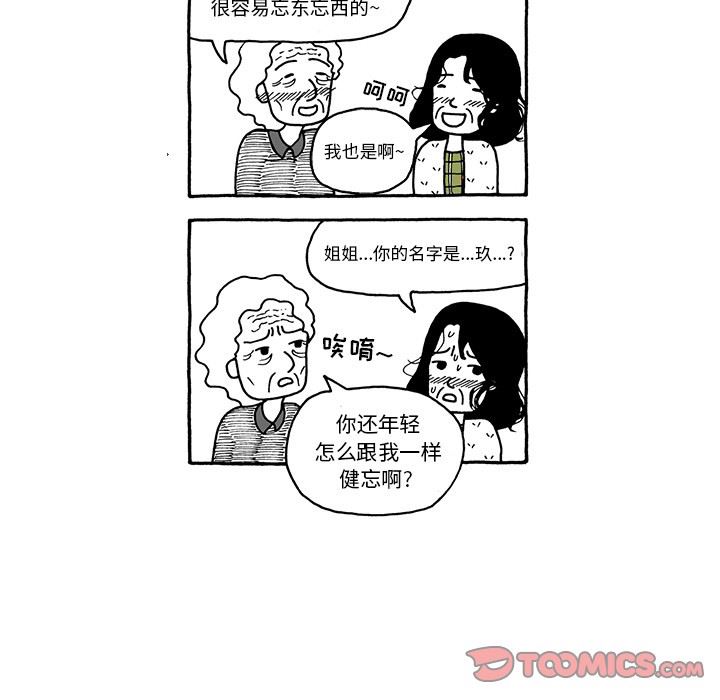 很容易忘东忘西的~
呵呵
我也是啊~
姐姐...你的名字是...玖...?
唉唷~
你还年轻
怎么跟我一样
健忘啊?
TOOMICS.COM